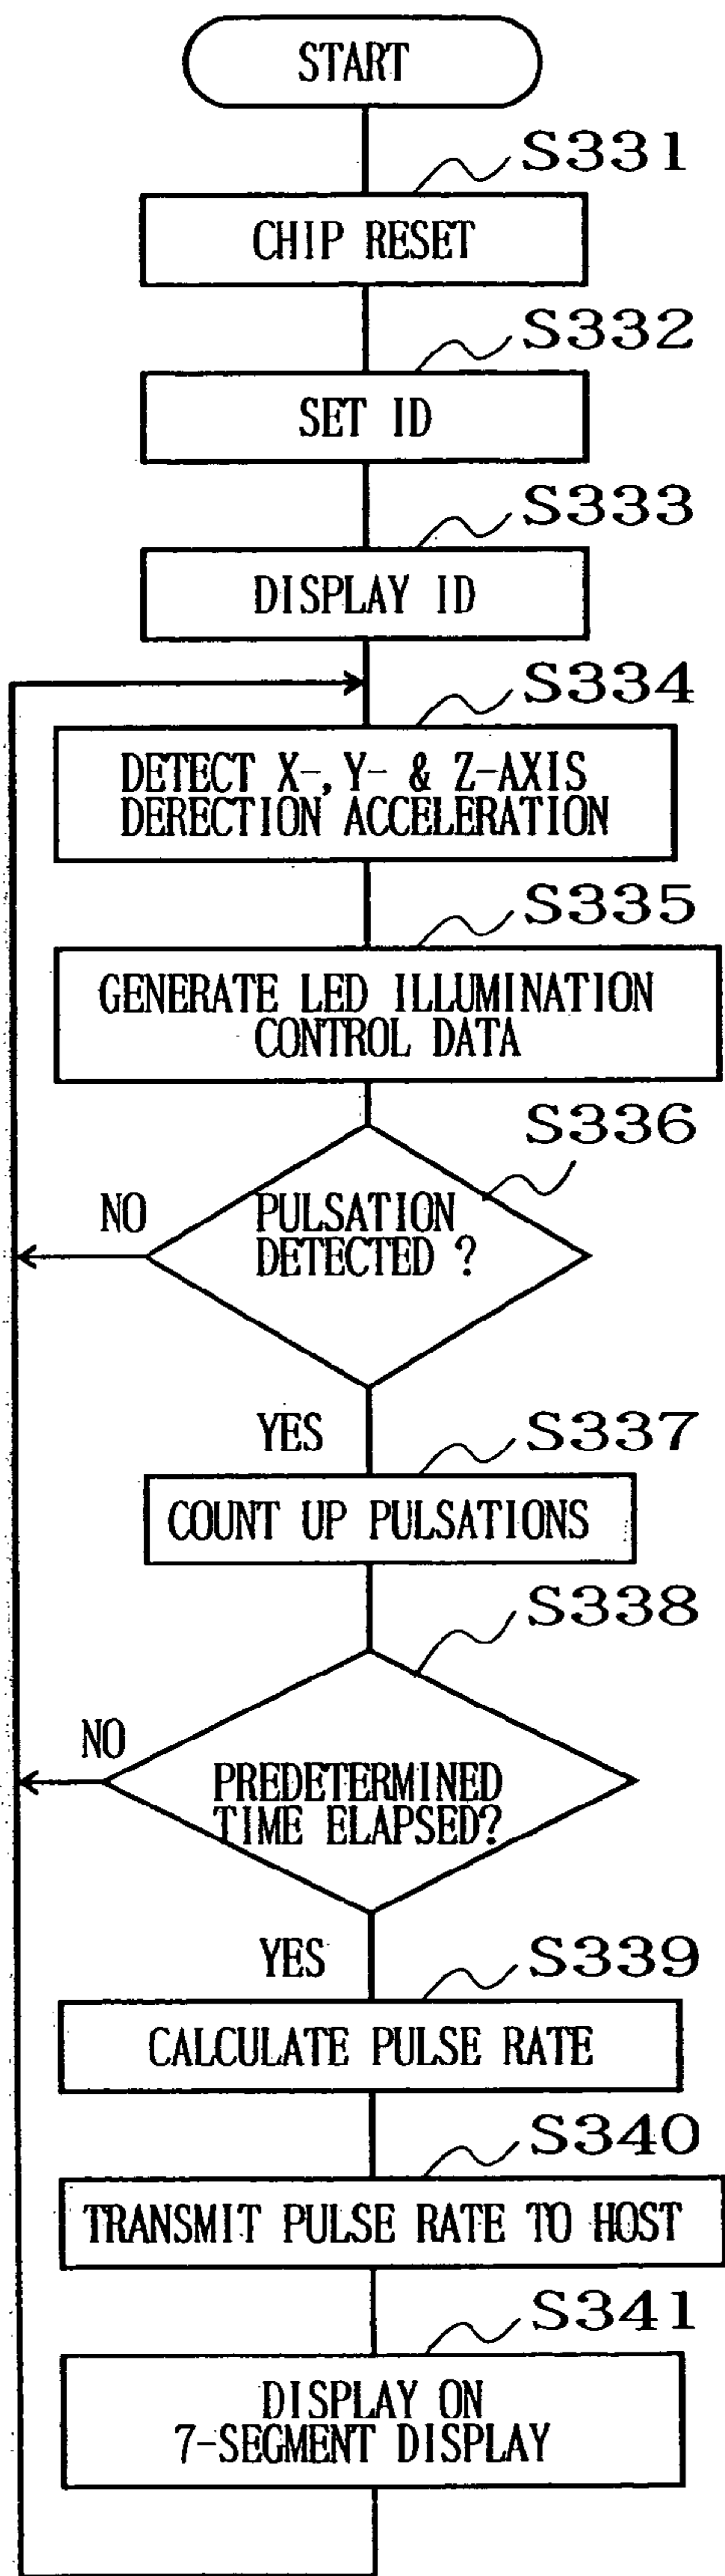 START
S331
CHIP RESET
S332
SET ID
S333
DISPLAY ID
S334
DETECT X-, Y- & Z-AXIS
DERECTION ACCELERATION
S335
GENERATE LED ILLUMINATION
CONTROL DATA
S336
NO
PULSATION
DETECTED ?
YES
S337
COUNT UP PULSATIONS
S338
NO
PREDETERMINED
TIME ELAPSED?
YES
S339
CALCULATE PULSE RATE
S340
TRANSMIT PULSE RATE TO HOST
S341
DISPLAY ON
7-SEGMENT DISPLAY